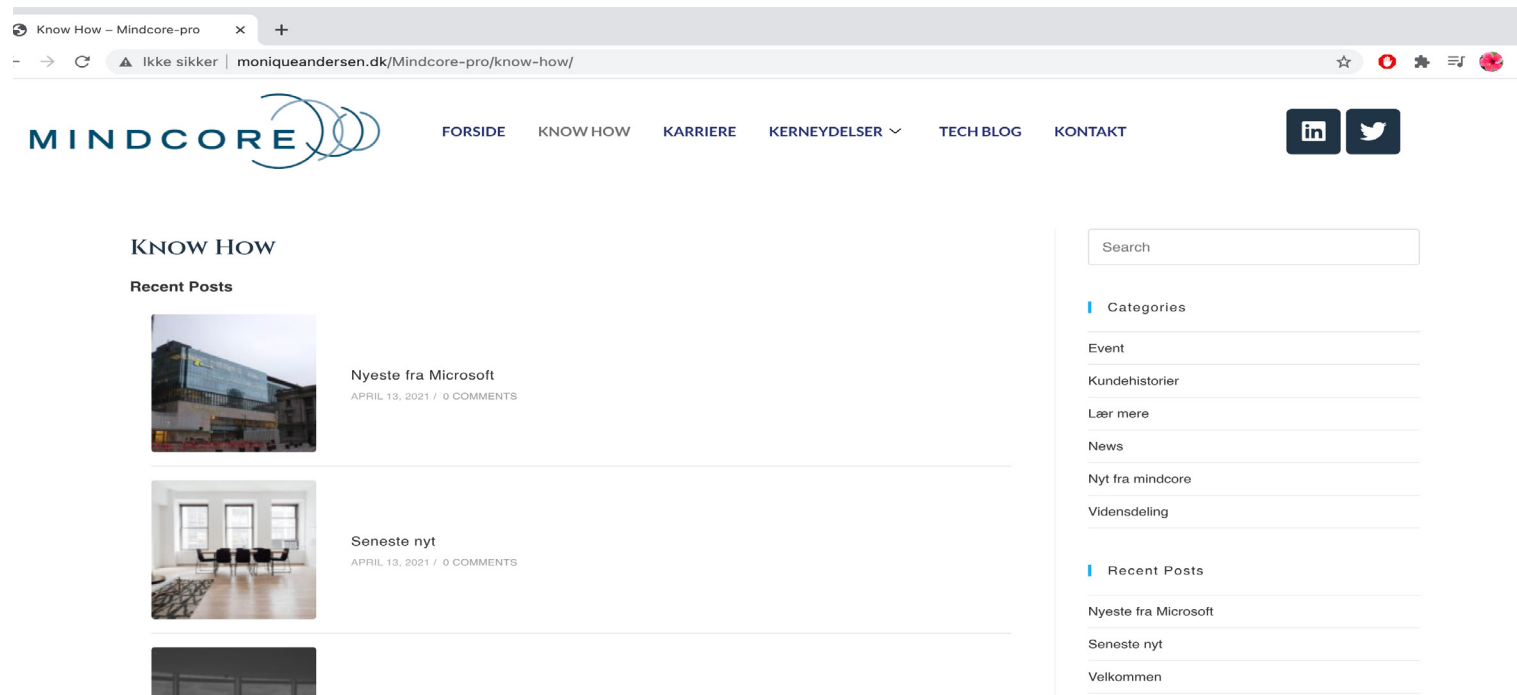 Know How – Mindcore-pro
Ikke sikker | moniqueandersen.dk/Mindcore-pro/know-how/
MINDCORE
FORSIDE KNOW HOW KARRIERE KERNEYDELSER TECH BLOG KONTAKT
in
Know How
Recent Posts
Nyeste fra Microsoft
APRIL 13, 2021 / 0 COMMENTS
Seneste nyt
APRIL 13, 2021 / 0 COMMENTS
Search
Categories
Event
Kundehistorier
Lær mere
News
Nyt fra mindcore
Vidensdeling
Recent Posts
Nyeste fra Microsoft
Seneste nyt
Velkommen